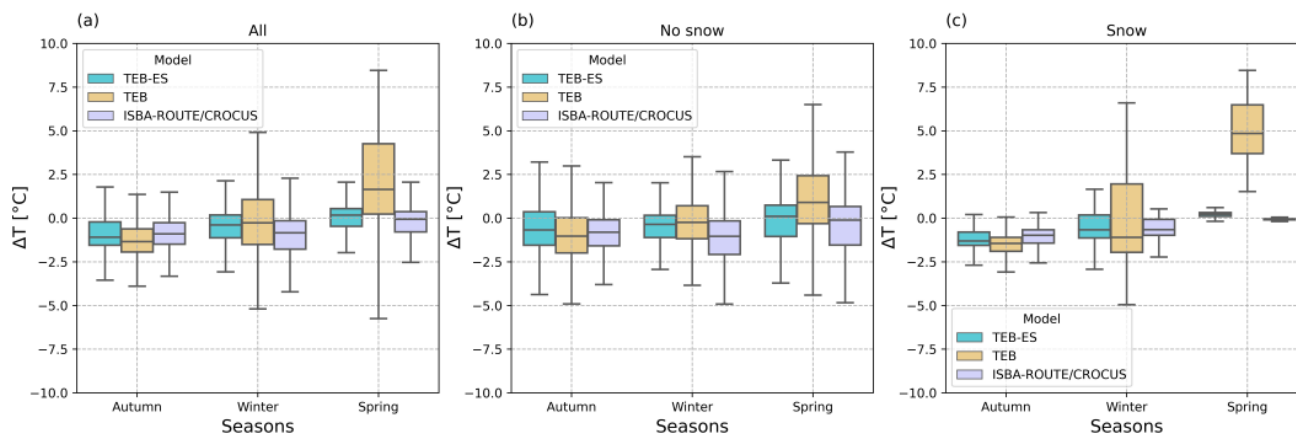 (a)
All
ΔT [°C]
10.0
7.5
5.0
2.5
0.0
−2.5
−5.0
−7.5
−10.0
Model
TEB-ES
TEB
ISBA-ROUTE/CROCUS
Autumn
Winter
Spring
Seasons
(b)
No snow
ΔT [°C]
10.0
7.5
5.0
2.5
0.0
−2.5
−5.0
−7.5
−10.0
Model
TEB-ES
TEB
ISBA-ROUTE/CROCUS
Autumn
Winter
Spring
Seasons
(c)
Snow
ΔT [°C]
10.0
7.5
5.0
2.5
0.0
−2.5
−5.0
−7.5
−10.0
Model
TEB-ES
TEB
ISBA-ROUTE/CROCUS
Autumn
Winter
Spring
Seasons